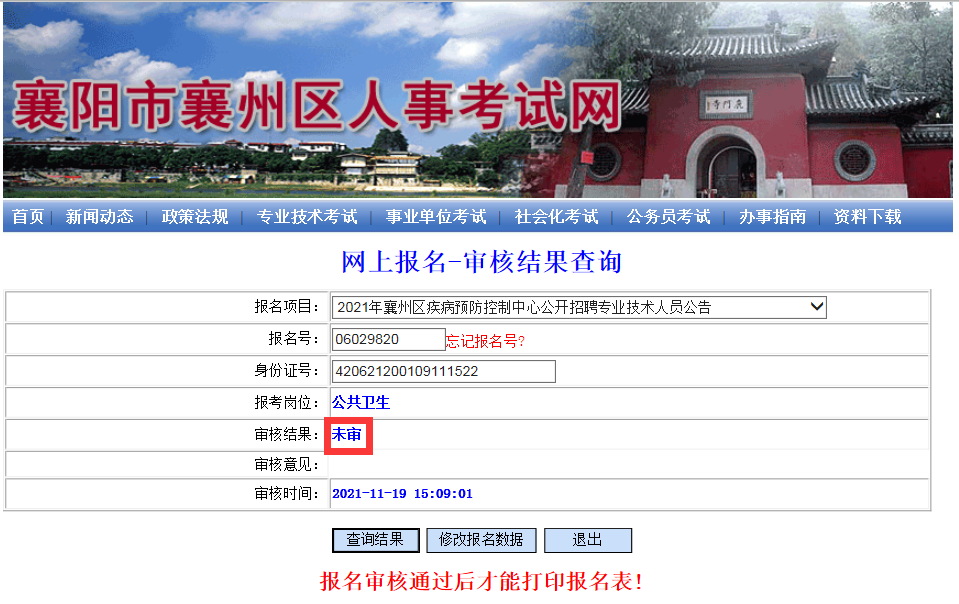 襄阳市襄州区人事考试网
鹿门寺
首页 | 新闻动态 | 政策法规 | 专业技术考试 | 事业单位考试 | 社会化考试 | 公务员考试 | 办事指南 | 资料下载
网上报名-审核结果查询
报名项目： 2021年襄州区疾病预防控制中心公开招聘专业技术人员公告
报名号： 06029820 忘记报名号?
身份证号： 420621200109111522
报考岗位： 公共卫生
审核结果： 未审
审核意见：
审核时间： 2021-11-19 15:09:01
查询结果 修改报名数据 退出
报名审核通过后才能打印报名表!